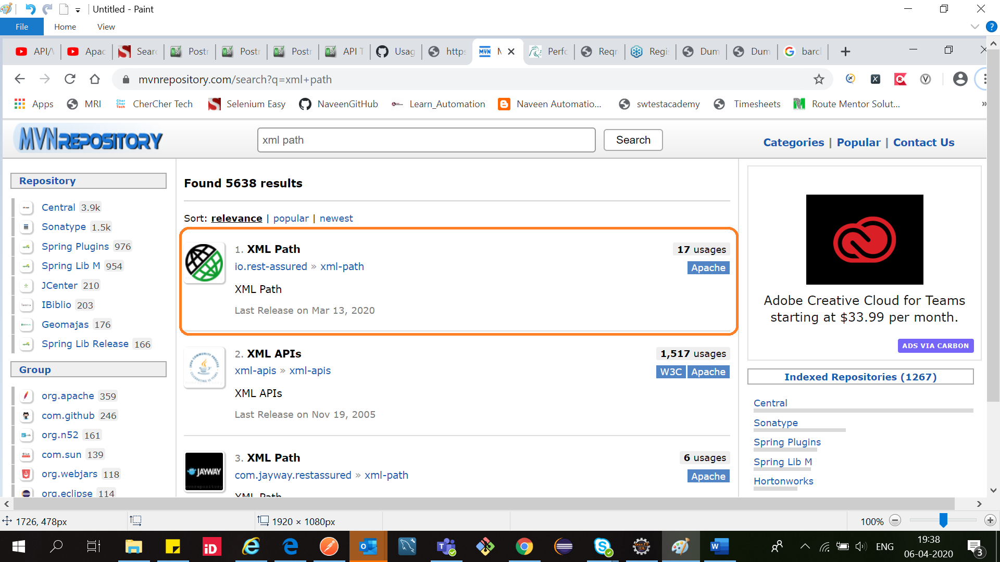 Untitled - Paint
File Home View
API/\ Apac Sear Postr Postr Postr API T Usag https Perfo Reqr Regi Dum Dum barcl
mvnrepository.com/search?q=xml+path
Apps MRI CherCher Tech Selenium Easy NaveenGitHub Learn_Automation Naveen Automatio... swtestacademy Timesheets Route Mentor Solut... »
MVNREPOSITORY
xml path
Search
Categories | Popular | Contact Us
Repository
Central 3.9k
Sonatype 1.5k
Spring Plugins 976
Spring Lib M 954
JCenter 210
IBiblio 203
Geomajas 176
Spring Lib Release 166
Group
org.apache 359
com.github 246
org.n52 161
com.sun 139
org.webjars 118
org.eclipse 114
Found 5638 results
Sort: relevance | popular | newest
1. XML Path
17 usages
io.rest-assured » xml-path
Apache
XML Path
Last Release on Mar 13, 2020
2. XML APIs
1,517 usages
xml-apis » xml-apis
W3C Apache
XML APIs
Last Release on Nov 19, 2005
JAYWAY
3. XML Path
6 usages
com.jayway.restassured » xml-path
Apache
XML Path
Adobe Creative Cloud for Teams
starting at $33.99 per month.
ADS VIA CARBON
Indexed Repositories (1267)
Central
Sonatype
Spring Plugins
Spring Lib M
Hortonworks
1726, 478px
1920 × 1080px
100%
ENG
19:38
06-04-2020
3